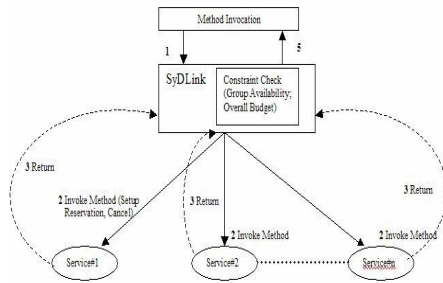 Method Invocation
1
5
SyDLink
Constraint Check
(Group Availability;
Overall Budget)
3 Return
2 Invoke Method (Setup
Reservation, Cancel)
3 Return
3 Return
2 Invoke Method
2 Invoke Method
Service#1
Service#2
Service#n